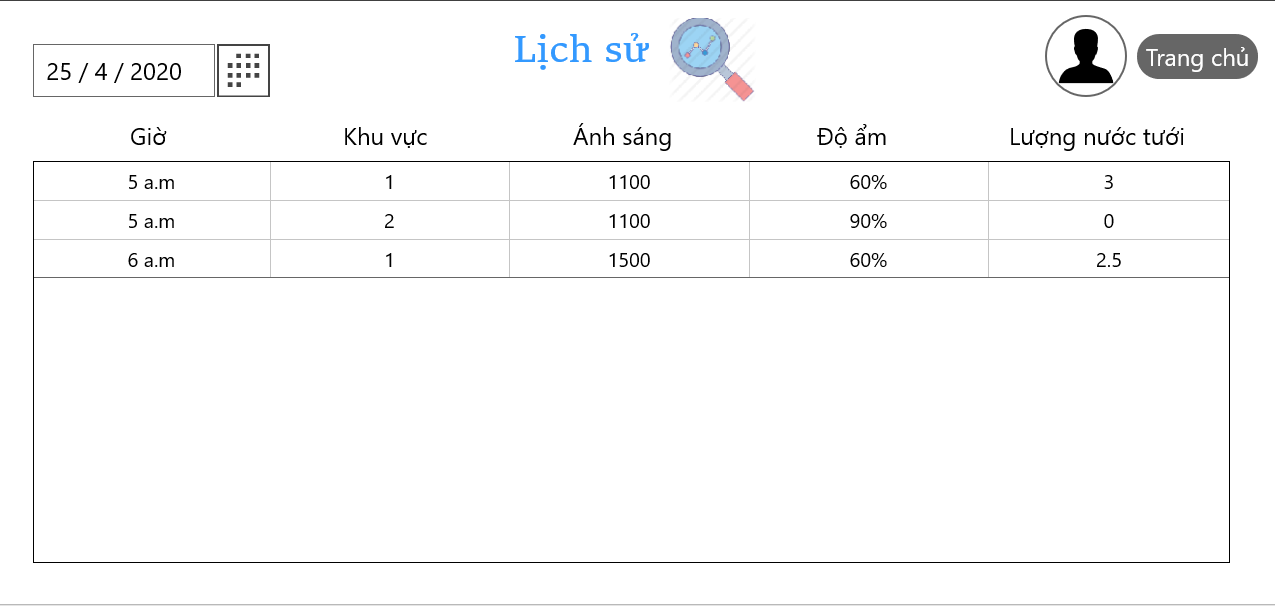 Lịch sử
25 / 4 / 2020
Trang chủ
Giờ Khu vực Ánh sáng Độ ẩm Lượng nước tưới
5 a.m 1 1100 60% 3
5 a.m 2 1100 90% 0
6 a.m 1 1500 60% 2.5